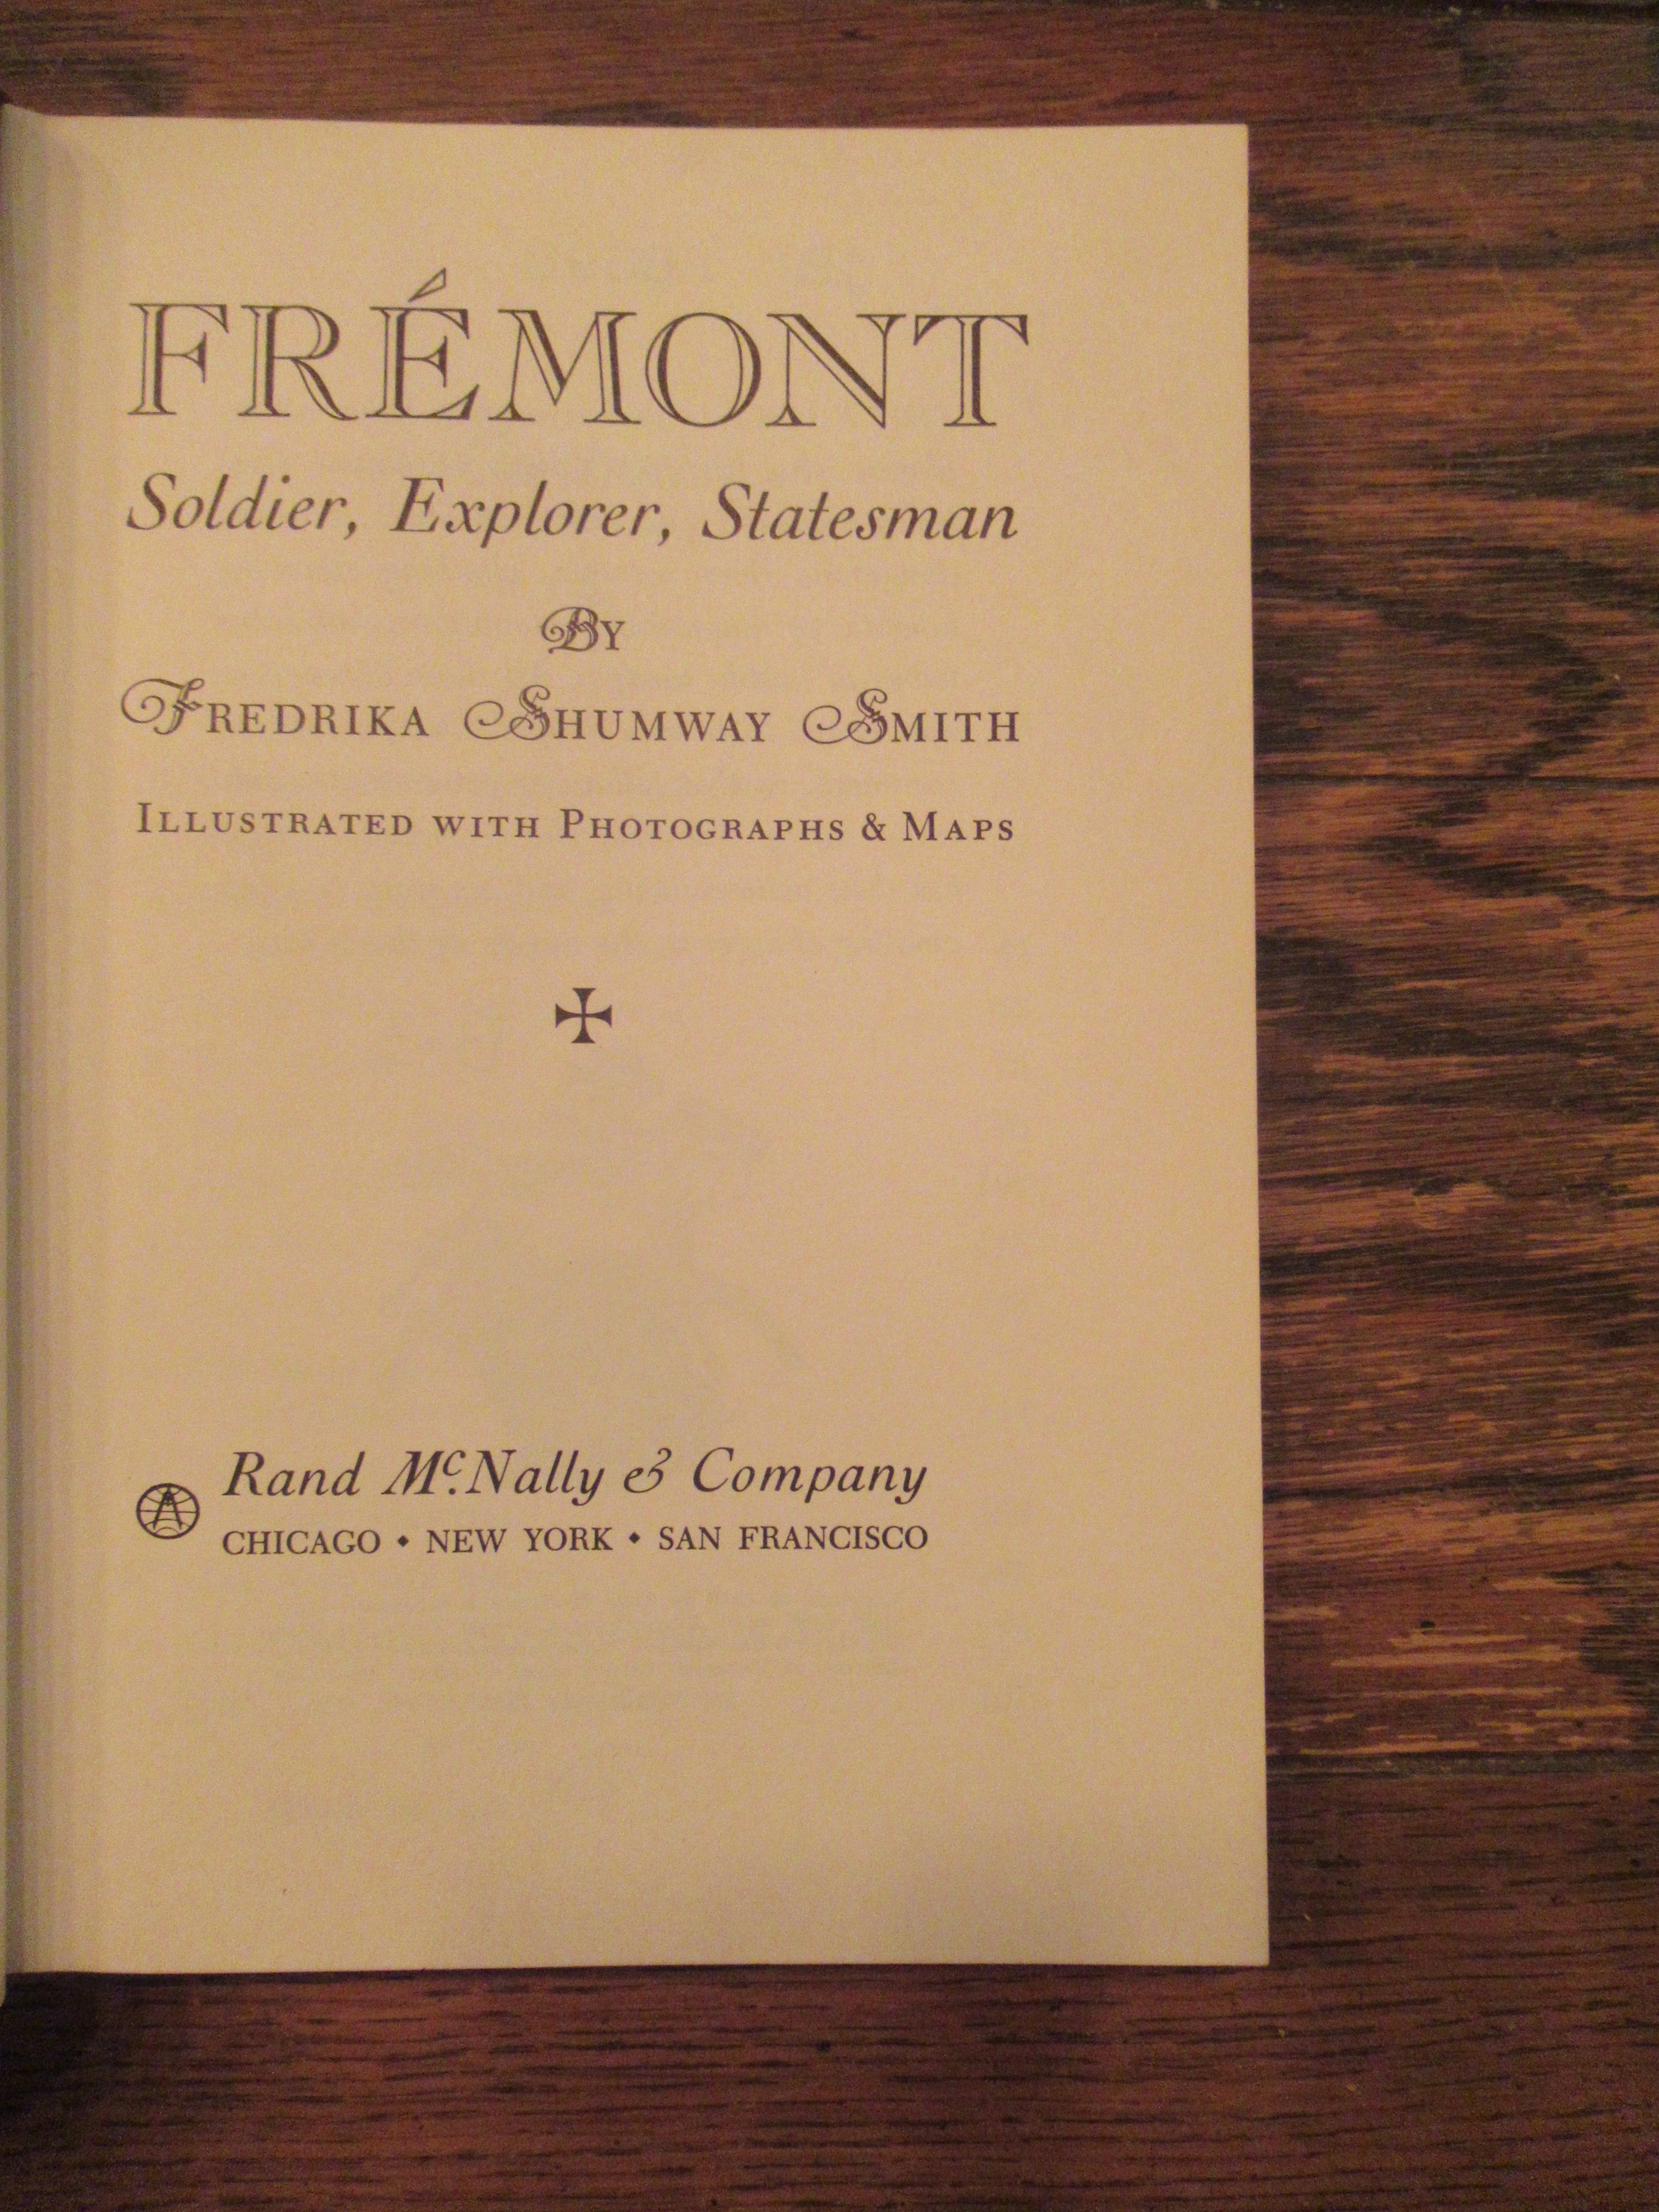 FRÉMONT
Soldier, Explorer, Statesman
By
Fredrika Shumway Smith
Illustrated with Photographs & Maps
Rand McNally & Company
CHICAGO • NEW YORK • SAN FRANCISCO